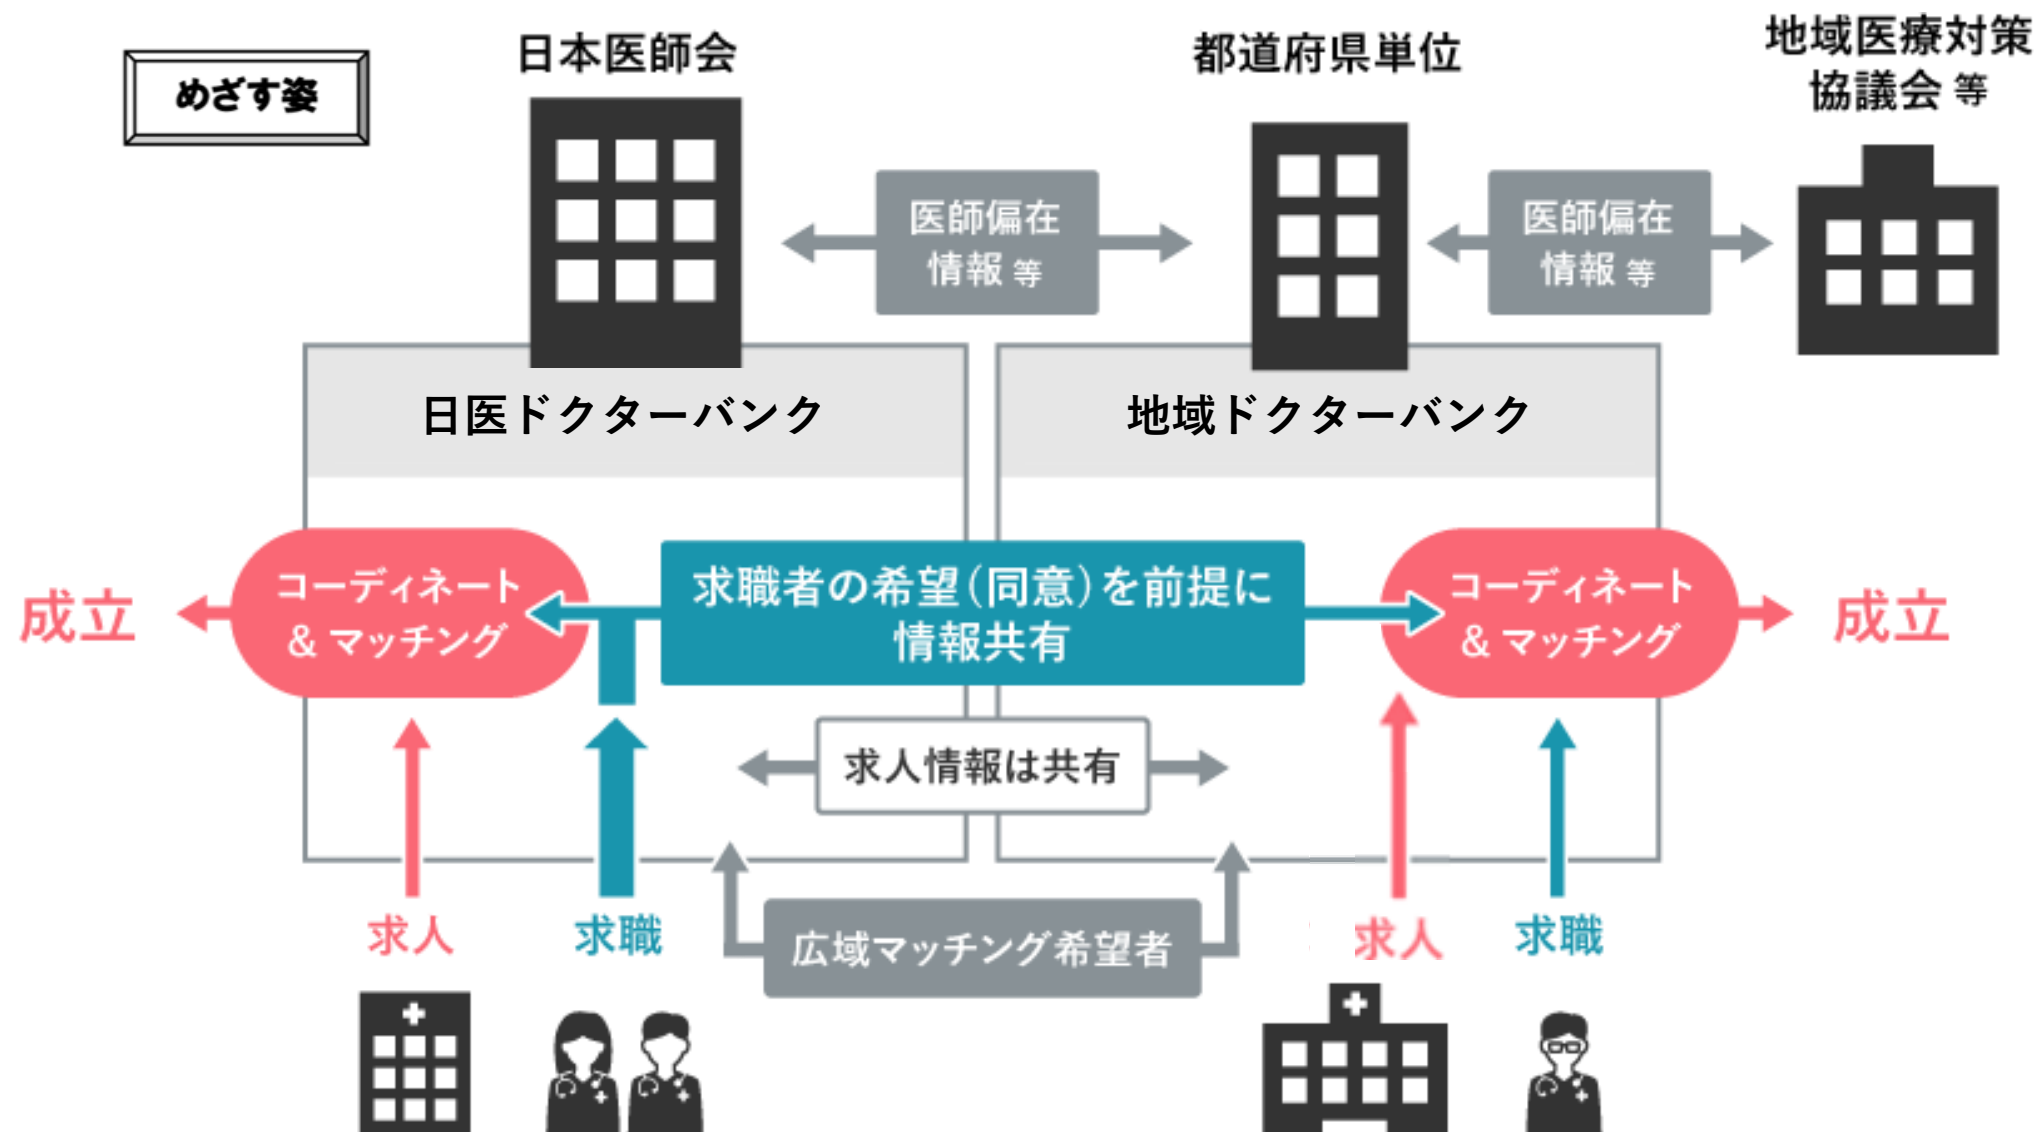 めざす姿
日本医師会
都道府県単位
地域医療対策
協議会 等
医師偏在
情報 等
医師偏在
情報 等
日医ドクターバンク
地域ドクターバンク
成立
コーディネート
& マッチング
求職者の希望(同意)を前提に
情報共有
コーディネート
& マッチング
成立
求人情報は共有
求人
求職
広域マッチング希望者
求人
求職